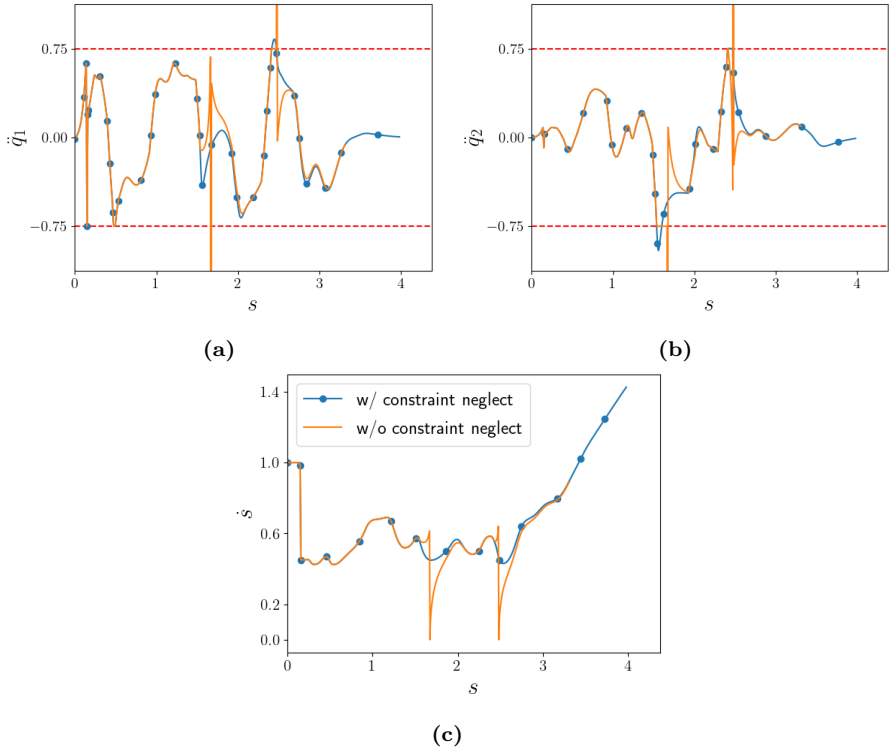 0.75
0.00
−0.75
q̈₁
0 1 2 3 4
s
(a)
0.75
0.00
−0.75
q̈₂
0 1 2 3 4
s
(b)
1.4
1.0
0.6
0.2
0.0
ṡ
w/ constraint neglect
w/o constraint neglect
0 1 2 3 4
s
(c)